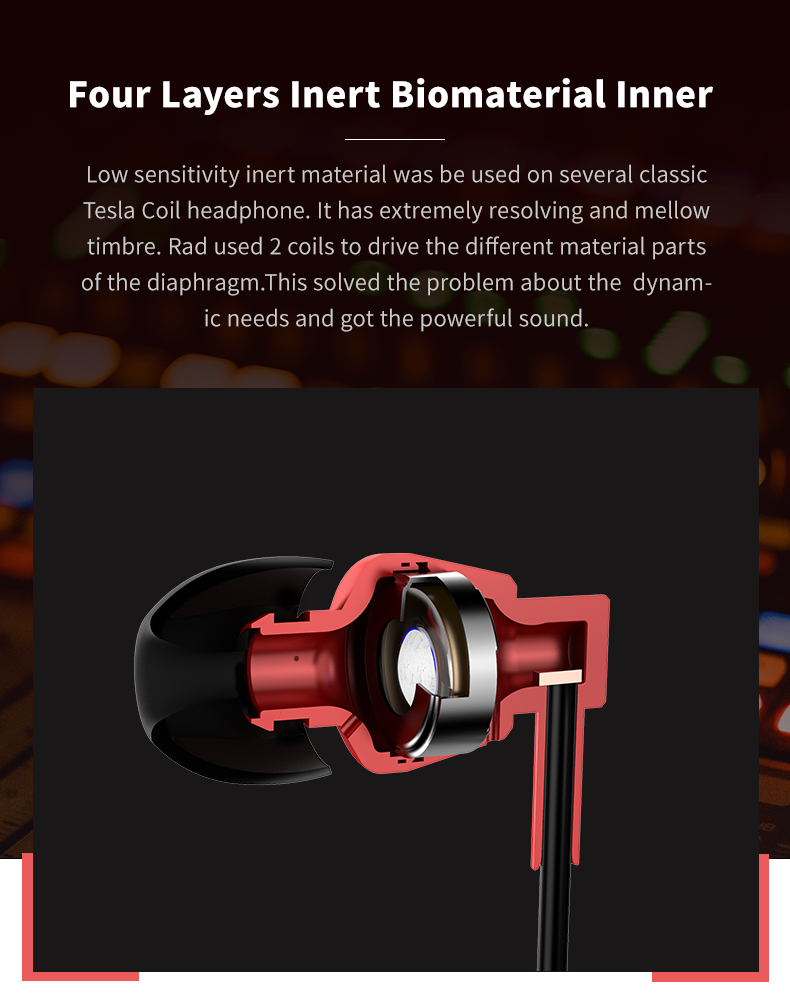 Four Layers Inert Biomaterial Inner
Low sensitivity inert material was be used on several classic
Tesla Coil headphone. It has extremely resolving and mellow
timbre. Rad used 2 coils to drive the different material parts
of the diaphragm.This solved the problem about the  dynam-
ic needs and got the powerful sound.